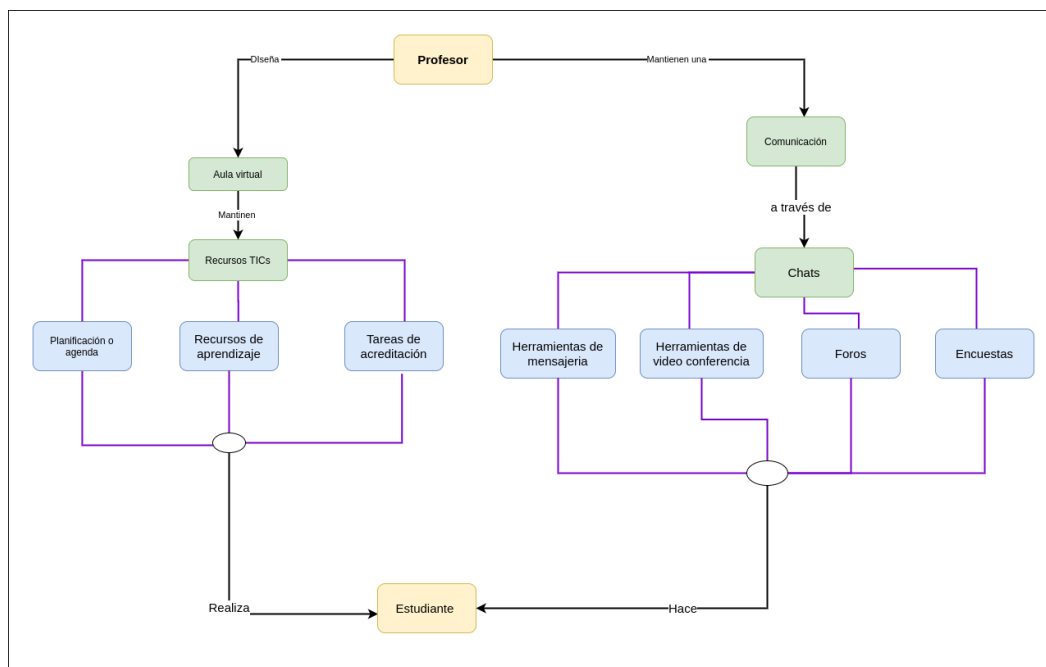 Profesor
DIseña
Mantienen una
Comunicación
Aula virtual
Mantinen
a través de
Recursos TICs
Chats
Planificación o
agenda
Recursos de
aprendizaje
Tareas de
acreditación
Herramientas de
mensajeria
Herramientas de
video conferencia
Foros
Encuestas
Realiza
Estudiante
Hace